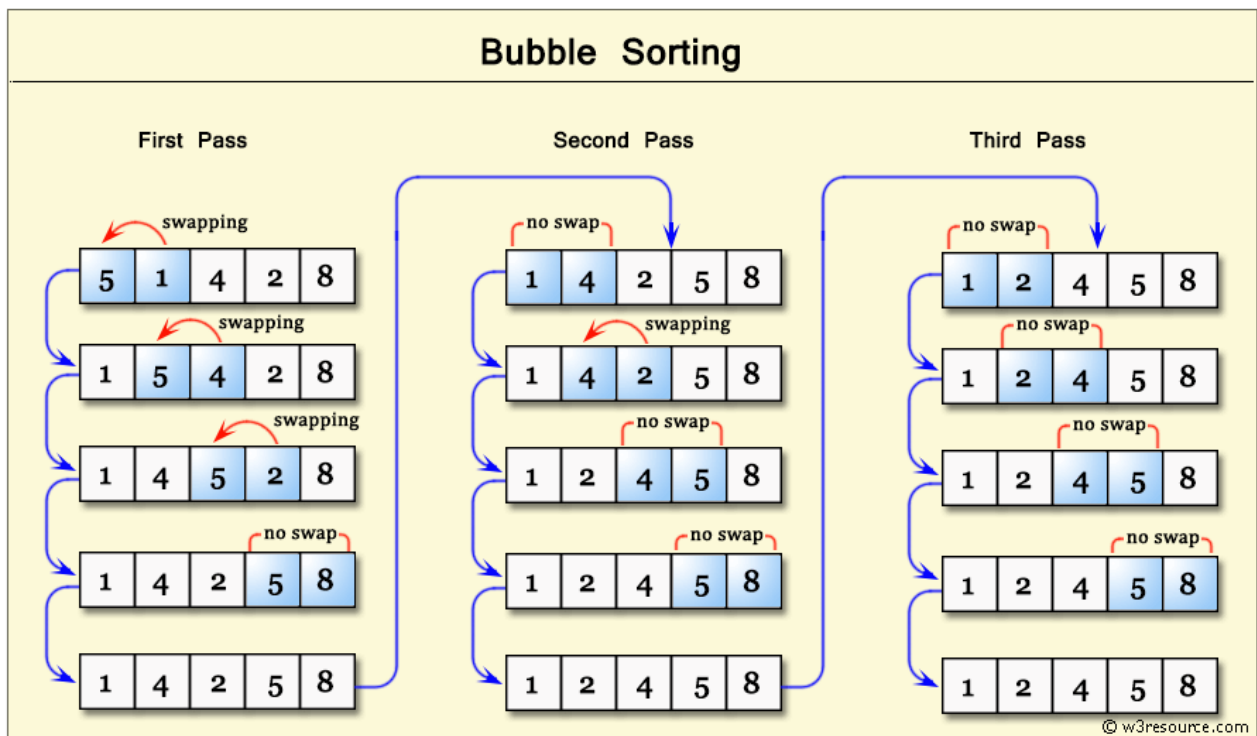 Bubble Sorting
First Pass
swapping
5 1 4 2 8
swapping
1 5 4 2 8
swapping
1 4 5 2 8
no swap
1 4 2 5 8
1 4 2 5 8
Second Pass
no swap
1 4 2 5 8
swapping
1 4 2 5 8
no swap
1 2 4 5 8
no swap
1 2 4 5 8
1 2 4 5 8
Third Pass
no swap
1 2 4 5 8
no swap
1 2 4 5 8
no swap
1 2 4 5 8
no swap
1 2 4 5 8
1 2 4 5 8
© w3resource.com